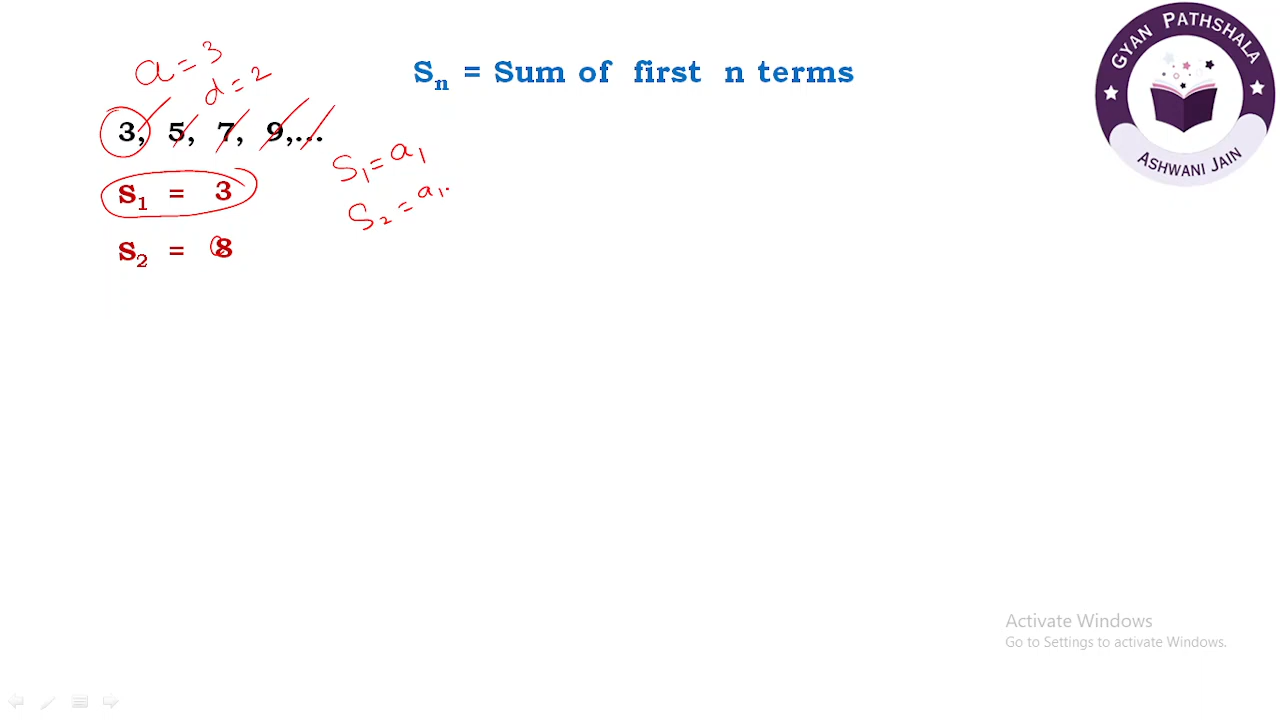 a = 3
d = 2
Sn = Sum of first n terms
3, 5, 7, 9,...
S1 = a1
S1 = 3
S2 = a1.
S2 = 8
GYAN PATHSHALA
ASHWANI JAIN
Activate Windows
Go to Settings to activate Windows.